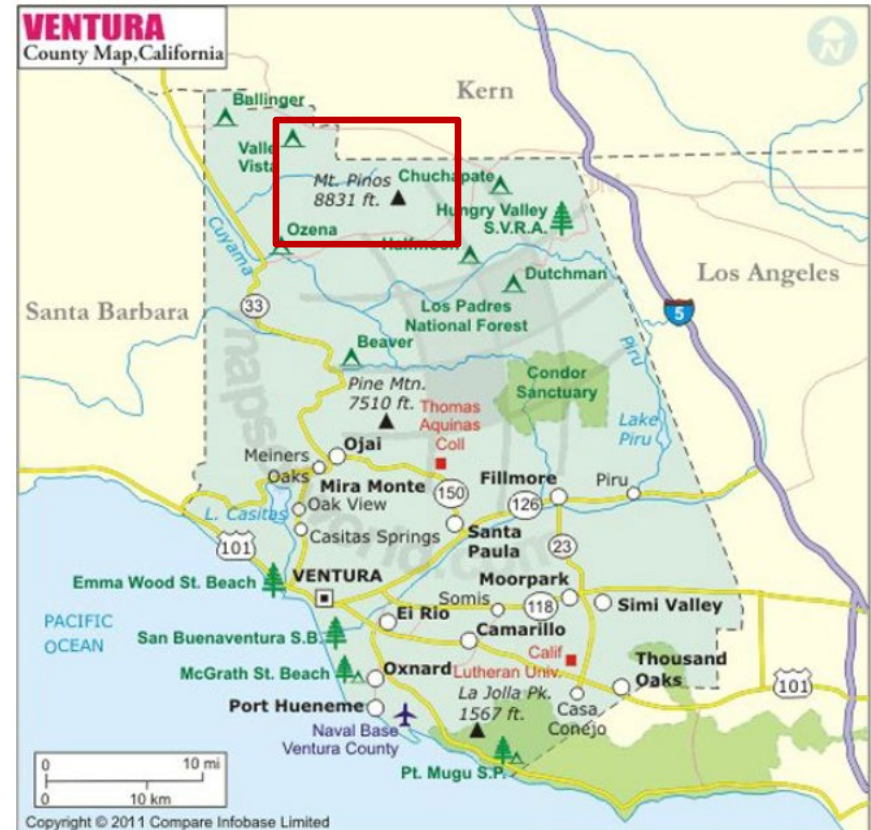 VENTURA
County Map,California
N
Kern
Ballinger
Valle
Vista
Mt. Pinos
8831 ft.
Chuchapate
Hungry Valley
S.V.R.A.
Ozena
Cuyama
Dutchman
Los Angeles
Santa Barbara
33
5
Los Padres
National Forest
Piru
Beaver
Pine Mtn.
7510 ft.
Condor
Sanctuary
Thomas
Aquinas
Coll
Lake
Piru
Meiners
Oaks
Ojai
Mira Monte
150
Fillmore
126
Piru
L. Casitas
Oak View
Casitas Springs
Santa
Paula
23
101
Emma Wood St. Beach
VENTURA
Moorpark
Somis
118
Simi Valley
El Rio
PACIFIC
OCEAN
San Buenaventura S.B.
Camarillo
Calif
Lutheran Univ.
Thousand
Oaks
McGrath St. Beach
Oxnard
La Jolla Pk.
1567 ft.
101
Port Hueneme
Casa
Conejo
Naval Base
Ventura County
Pt. Mugu S.P.
0 10 mi
0 10 km
Copyright © 2011 Compare Infobase Limited